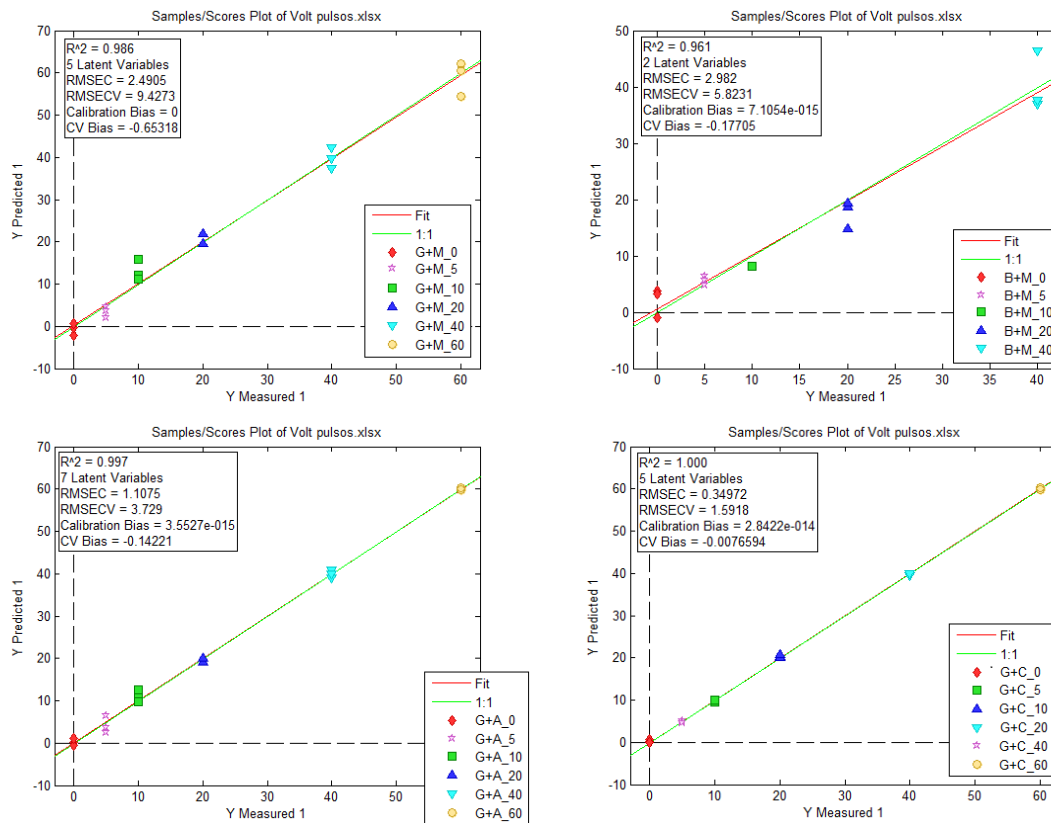 Samples/Scores Plot of Volt pulsos.xlsx
R^2 = 0.986
5 Latent Variables
RMSEC = 2.4905
RMSECV = 9.4273
Calibration Bias = 0
CV Bias = -0.65318
70
60
50
40
30
20
10
0
-10
Y Predicted 1
Fit
1:1
G+M_0
G+M_5
G+M_10
G+M_20
G+M_40
G+M_60
0 10 20 30 40 50 60
Y Measured 1
Samples/Scores Plot of Volt pulsos.xlsx
R^2 = 0.961
2 Latent Variables
RMSEC = 2.982
RMSECV = 5.8231
Calibration Bias = 7.1054e-015
CV Bias = -0.17705
50
40
30
20
10
0
-10
Y Predicted 1
Fit
1:1
B+M_0
B+M_5
B+M_10
B+M_20
B+M_40
0 5 10 15 20 25 30 35 40
Y Measured 1
Samples/Scores Plot of Volt pulsos.xlsx
R^2 = 0.997
7 Latent Variables
RMSEC = 1.1075
RMSECV = 3.729
Calibration Bias = 3.5527e-015
CV Bias = -0.14221
70
60
50
40
30
20
10
0
-10
Y Predicted 1
Fit
1:1
G+A_0
G+A_5
G+A_10
G+A_20
G+A_40
G+A_60
0 10 20 30 40 50
Y Measured 1
Samples/Scores Plot of Volt pulsos.xlsx
R^2 = 1.000
5 Latent Variables
RMSEC = 0.34972
RMSECV = 1.5918
Calibration Bias = 2.8422e-014
CV Bias = -0.0076594
70
60
50
40
30
20
10
0
-10
Y Predicted 1
Fit
1:1
G+C_0
G+C_5
G+C_10
G+C_20
G+C_40
G+C_60
0 10 20 30 40 50 60
Y Measured 1